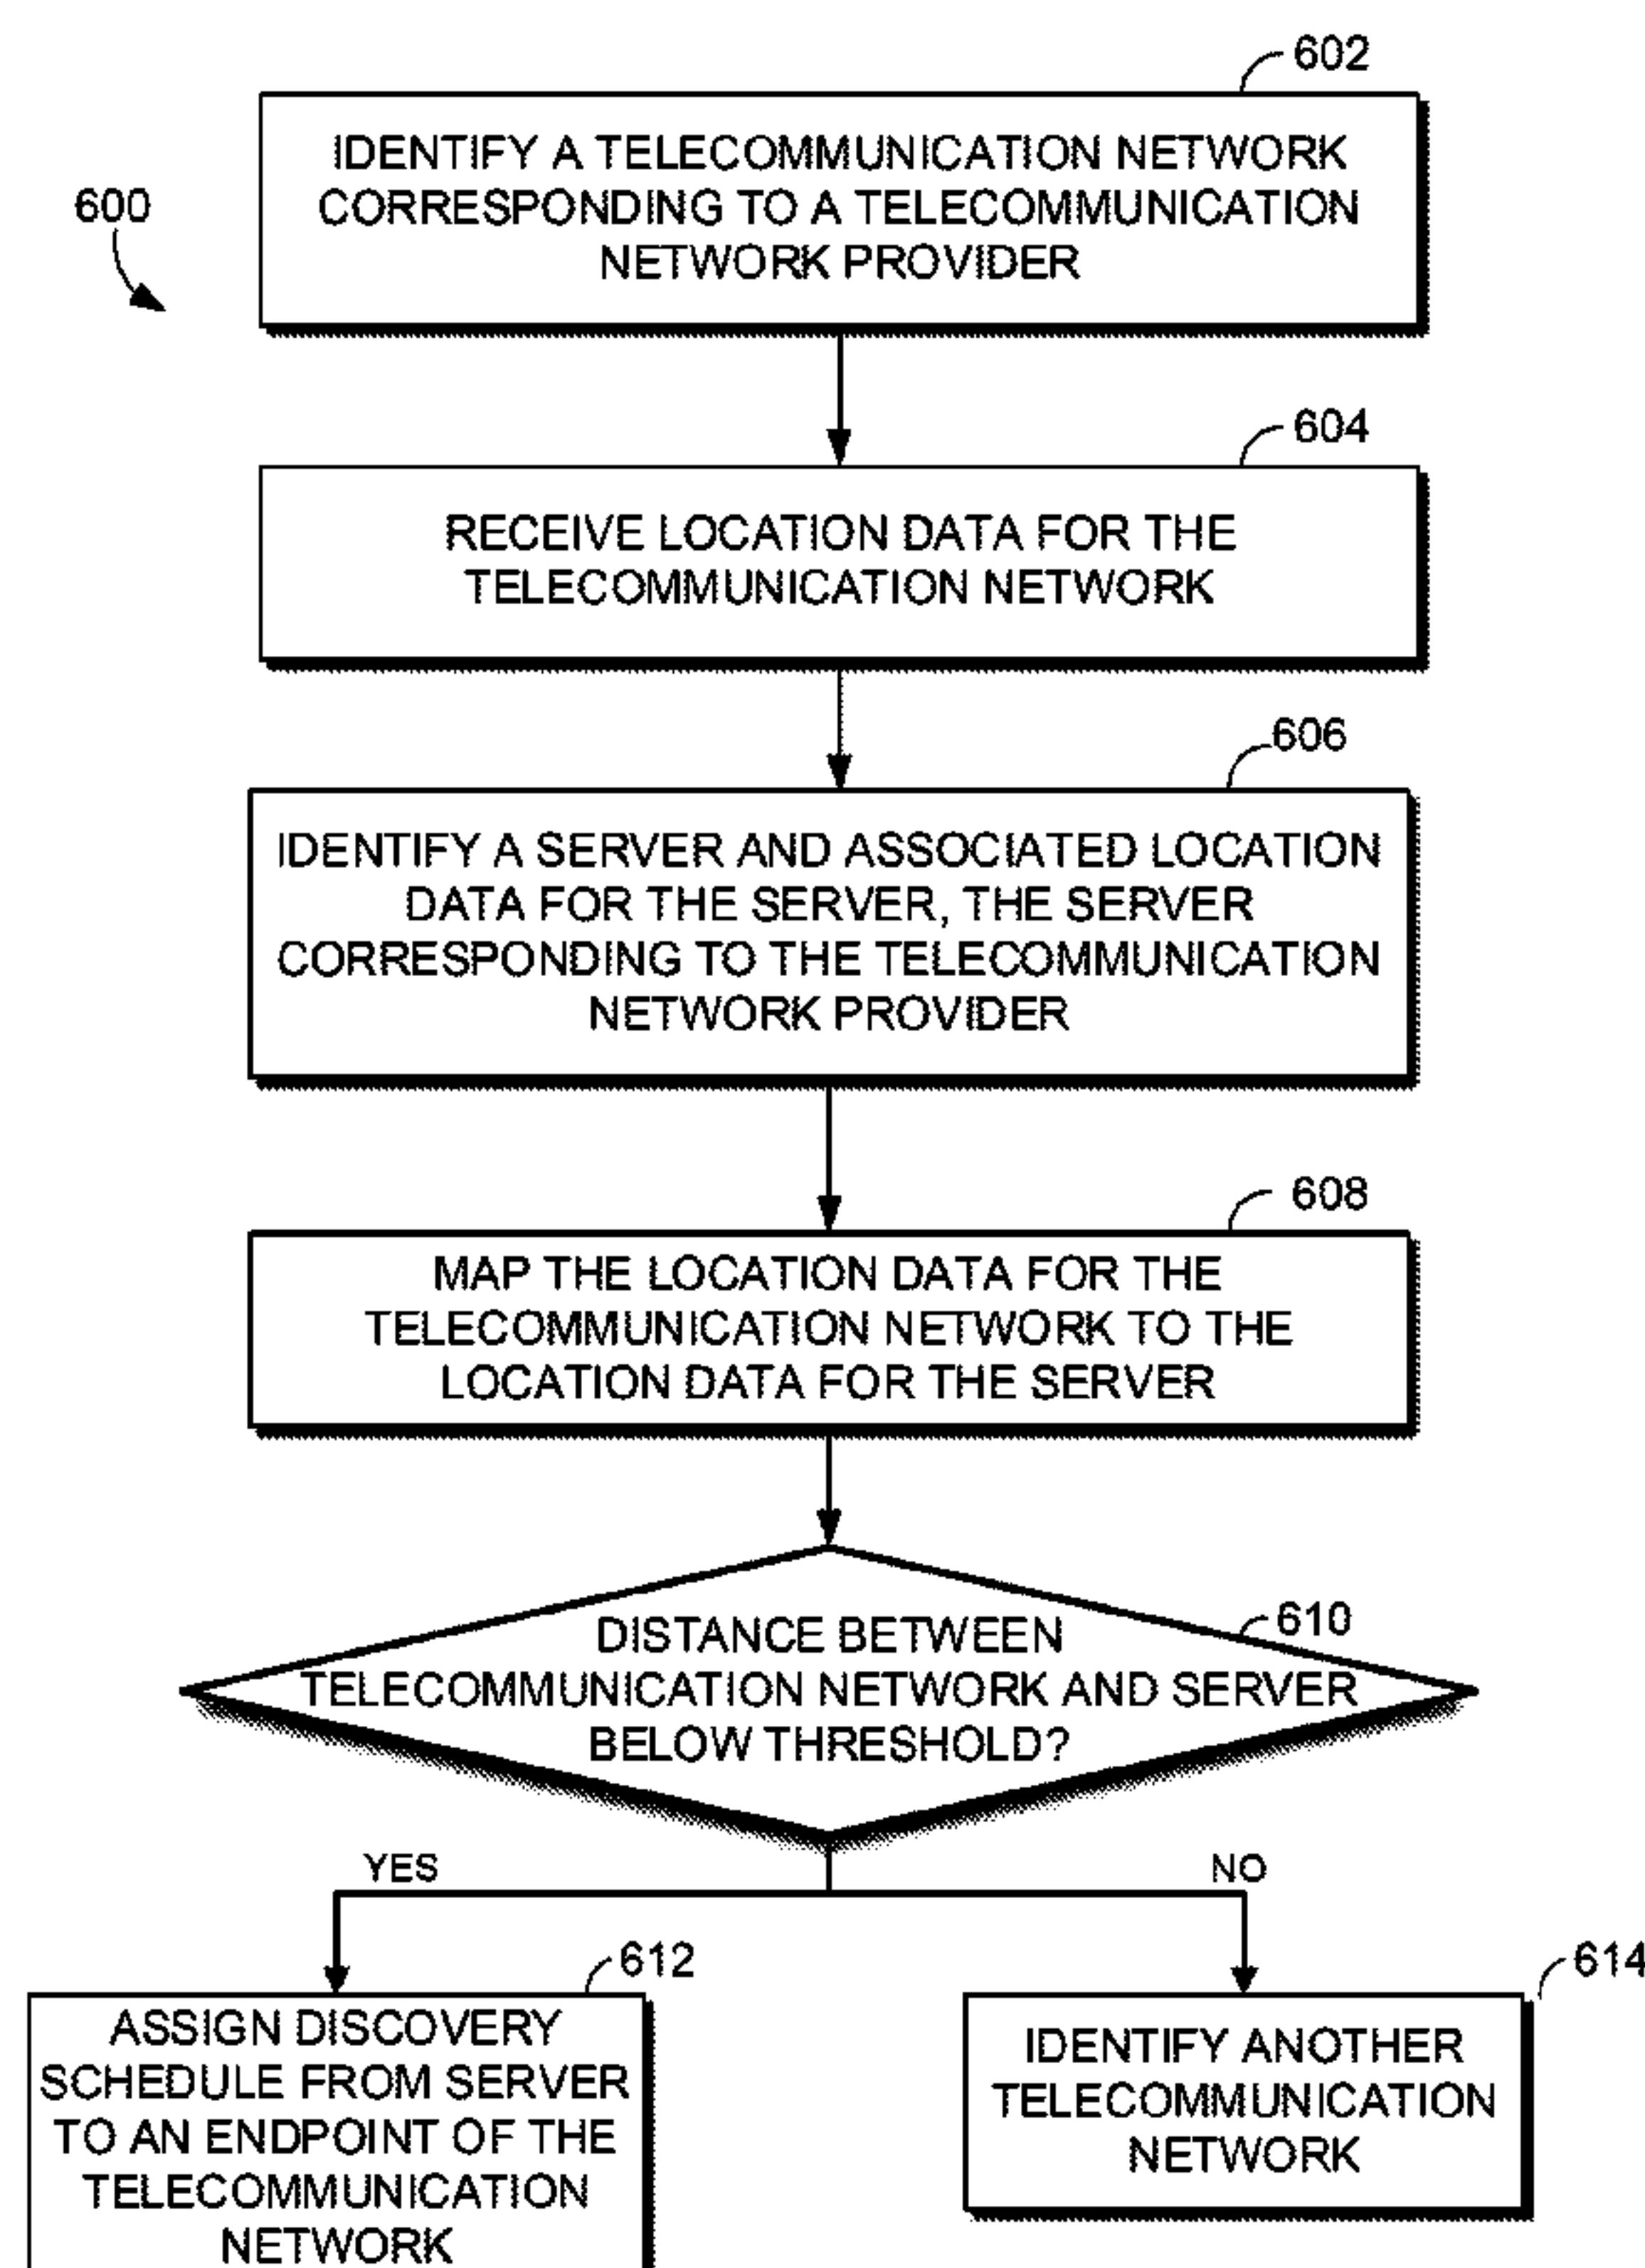 602
IDENTIFY A TELECOMMUNICATION NETWORK
CORRESPONDING TO A TELECOMMUNICATION
NETWORK PROVIDER
600
604
RECEIVE LOCATION DATA FOR THE
TELECOMMUNICATION NETWORK
606
IDENTIFY A SERVER AND ASSOCIATED LOCATION
DATA FOR THE SERVER, THE SERVER
CORRESPONDING TO THE TELECOMMUNICATION
NETWORK PROVIDER
608
MAP THE LOCATION DATA FOR THE
TELECOMMUNICATION NETWORK TO THE
LOCATION DATA FOR THE SERVER
610
DISTANCE BETWEEN
TELECOMMUNICATION NETWORK AND SERVER
BELOW THRESHOLD?
YES
NO
612
ASSIGN DISCOVERY
SCHEDULE FROM SERVER
TO AN ENDPOINT OF THE
TELECOMMUNICATION
NETWORK
614
IDENTIFY ANOTHER
TELECOMMUNICATION
NETWORK